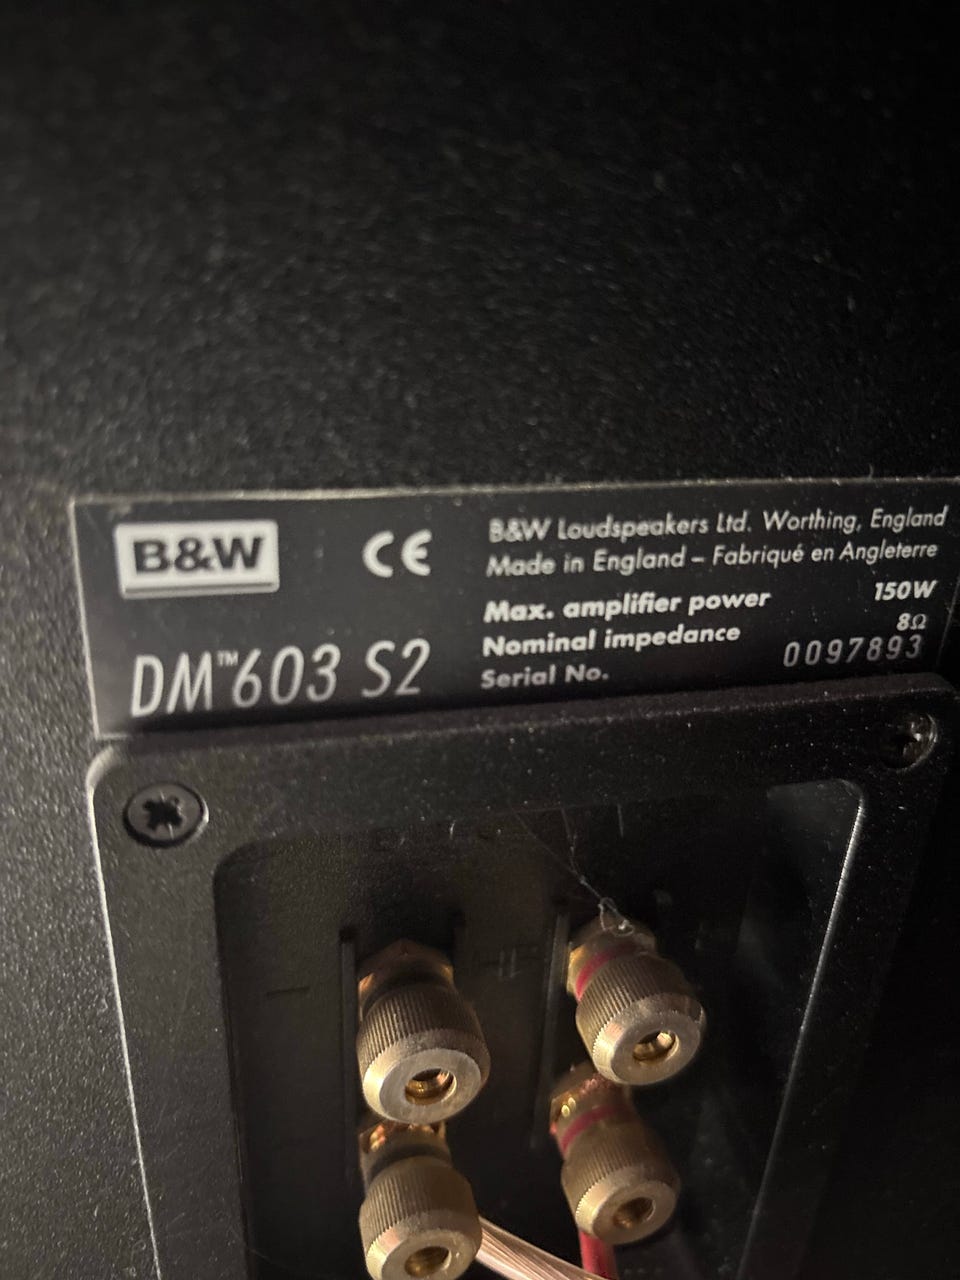 B&W CE
DM™603 S2
B&W Loudspeakers Ltd. Worthing, England
Made in England – Fabriqué en Angleterre
Max. amplifier power 150W
Nominal impedance 8Ω
Serial No. 0097893